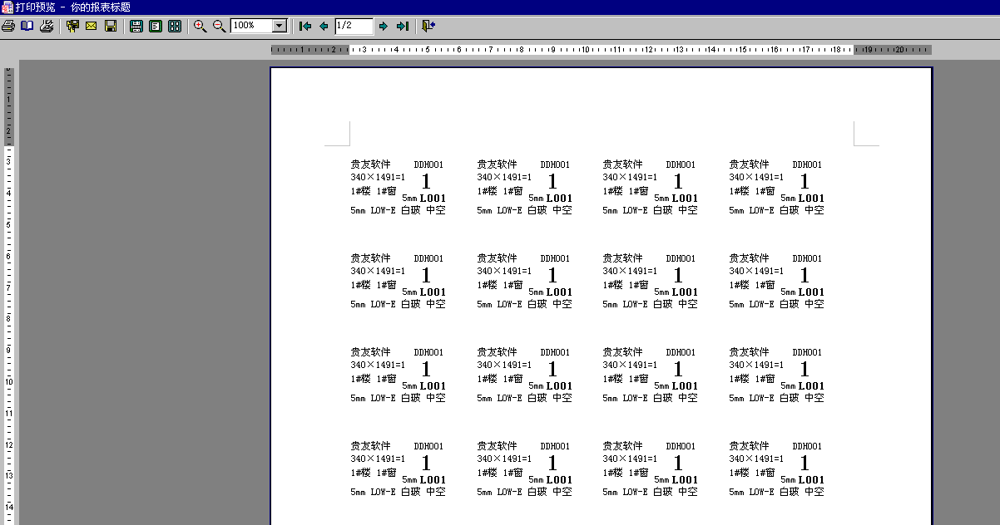 打印预览 - 你的报表标题
100%
1/2
1 2 3 4 5 6 7 8 9 10 11 12 13 14 15 16 17 18 19 20
1
2
3
4
5
6
7
8
9
10
11
12
13
14
贵友软件 DDH001 贵友软件 DDH001 贵友软件 DDH001 贵友软件 DDH001
340×1491=1 1 340×1491=1 1 340×1491=1 1 340×1491=1 1
1#楼 1#窗 1#楼 1#窗 1#楼 1#窗 1#楼 1#窗
5mm L001 5mm L001 5mm L001 5mm L001
5mm LOW-E 白玻 中空 5mm LOW-E 白玻 中空 5mm LOW-E 白玻 中空 5mm LOW-E 白玻 中空
贵友软件 DDH001 贵友软件 DDH001 贵友软件 DDH001 贵友软件 DDH001
340×1491=1 1 340×1491=1 1 340×1491=1 1 340×1491=1 1
1#楼 1#窗 1#楼 1#窗 1#楼 1#窗 1#楼 1#窗
5mm L001 5mm L001 5mm L001 5mm L001
5mm LOW-E 白玻 中空 5mm LOW-E 白玻 中空 5mm LOW-E 白玻 中空 5mm LOW-E 白玻 中空
贵友软件 DDH001 贵友软件 DDH001 贵友软件 DDH001 贵友软件 DDH001
340×1491=1 1 340×1491=1 1 340×1491=1 1 340×1491=1 1
1#楼 1#窗 1#楼 1#窗 1#楼 1#窗 1#楼 1#窗
5mm L001 5mm L001 5mm L001 5mm L001
5mm LOW-E 白玻 中空 5mm LOW-E 白玻 中空 5mm LOW-E 白玻 中空 5mm LOW-E 白玻 中空
贵友软件 DDH001 贵友软件 DDH001 贵友软件 DDH001 贵友软件 DDH001
340×1491=1 1 340×1491=1 1 340×1491=1 1 340×1491=1 1
1#楼 1#窗 1#楼 1#窗 1#楼 1#窗 1#楼 1#窗
5mm L001 5mm L001 5mm L001 5mm L001
5mm LOW-E 白玻 中空 5mm LOW-E 白玻 中空 5mm LOW-E 白玻 中空 5mm LOW-E 白玻 中空